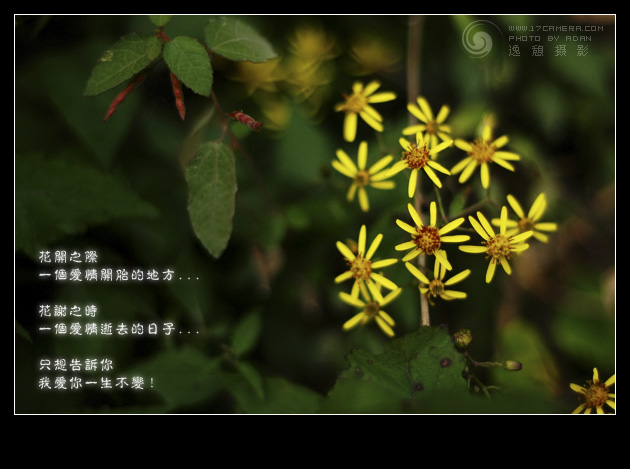 WWW.17CAMERA.COM
PHOTO BY ADAN
逸憩攝影
花開之際
一個愛情開始的地方...
花謝之時
一個愛情逝去的日子...
只想告訴你
我愛你一生不變！